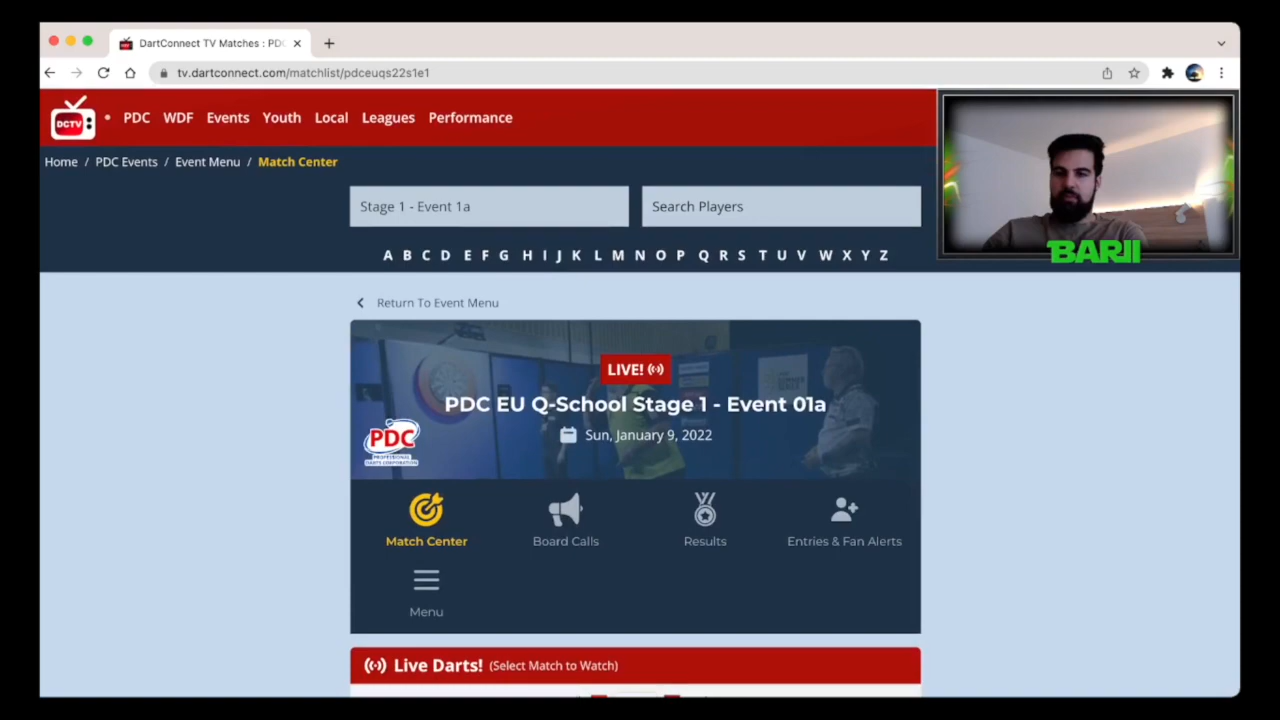 DartConnect TV Matches : PDC
tv.dartconnect.com/matchlist/pdceuqs22s1e1
DCTV
PDC WDF Events Youth Local Leagues Performance
Home / PDC Events / Event Menu / Match Center
Stage 1 - Event 1a
Search Players
A B C D E F G H I J K L M N O P Q R S T U V W X Y Z
BARII
Return To Event Menu
LIVE!
PDC EU Q-School Stage 1 - Event 01a
Sun, January 9, 2022
PDC
PROFESSIONAL
DARTS CORPORATION
Match Center
Board Calls
Results
Entries & Fan Alerts
Menu
Live Darts! (Select Match to Watch)